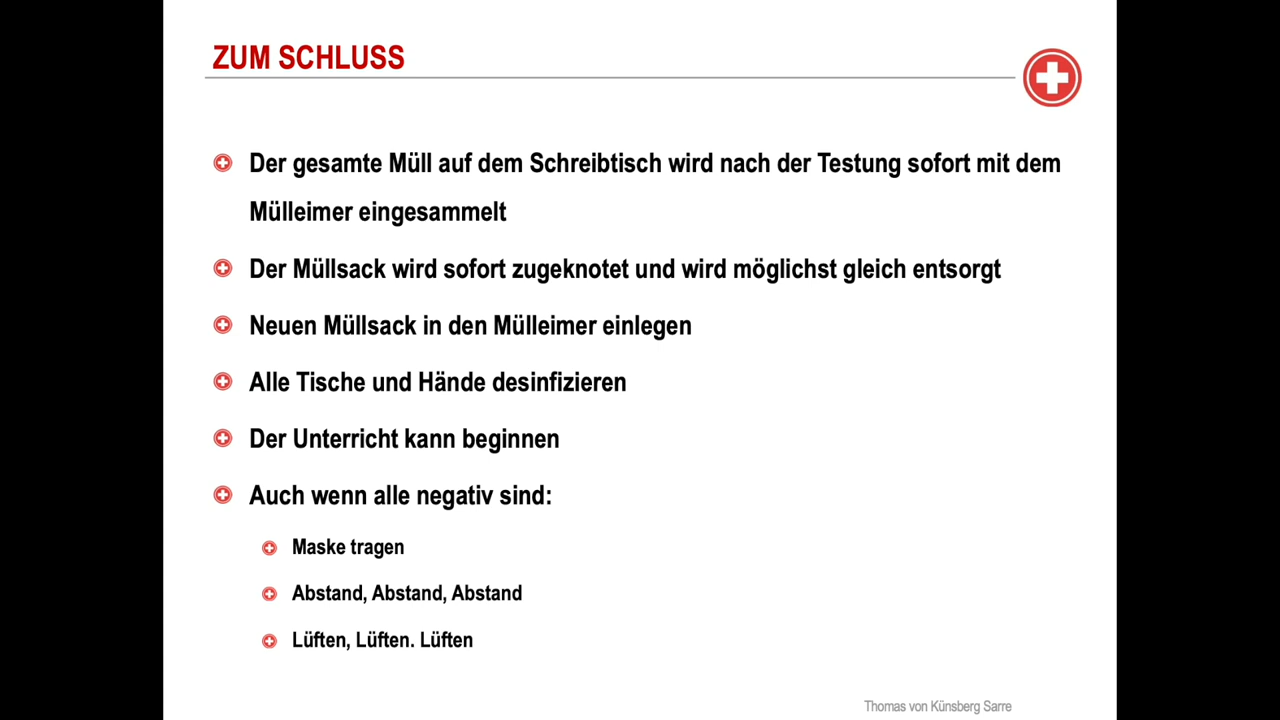 ZUM SCHLUSS
Der gesamte Müll auf dem Schreibtisch wird nach der Testung sofort mit dem
Mülleimer eingesammelt
Der Müllsack wird sofort zugeknotet und wird möglichst gleich entsorgt
Neuen Müllsack in den Mülleimer einlegen
Alle Tische und Hände desinfizieren
Der Unterricht kann beginnen
Auch wenn alle negativ sind:
Maske tragen
Abstand, Abstand, Abstand
Lüften, Lüften. Lüften
Thomas von Künsberg Sarre